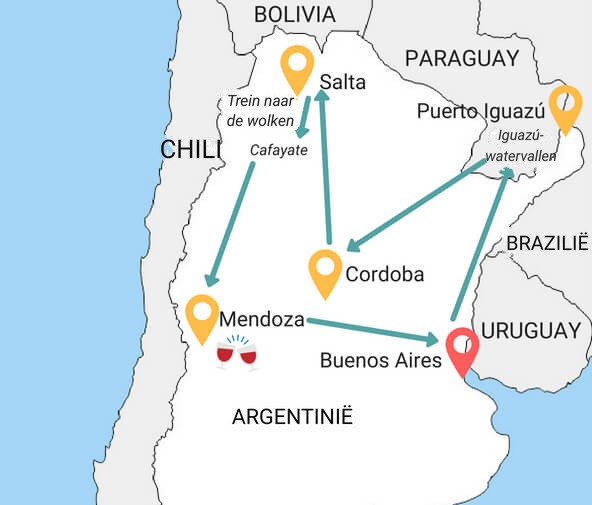 BOLIVIA
PARAGUAY
Salta
Trein naar
de wolken
Puerto Iguazú
Iguazú-
watervallen
CHILI
Cafayate
BRAZILIË
Cordoba
Mendoza
URUGUAY
Buenos Aires
ARGENTINIË